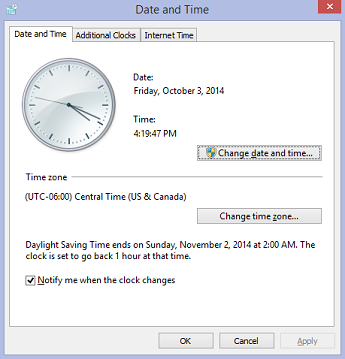 Date and Time
Date and Time
Additional Clocks
Internet Time
Date:
Friday, October 3, 2014
Time:
4:19:47 PM
Change date and time...
Time zone
(UTC-06:00) Central Time (US & Canada)
Change time zone...
Daylight Saving Time ends on Sunday, November 2, 2014 at 2:00 AM. The
clock is set to go back 1 hour at that time.
Notify me when the clock changes
OK
Cancel
Apply